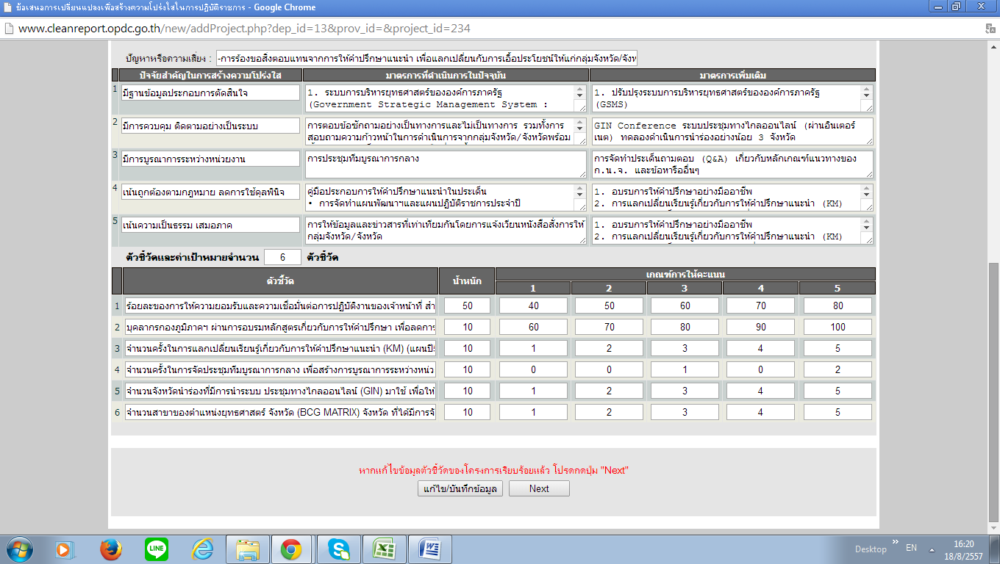 ข้อเสนอการเปลี่ยนแปลงเพื่อสร้างความโปร่งใสในการปฏิบัติราชการ - Google Chrome
www.cleanreport.opdc.go.th/new/addProject.php?dep_id=13&prov_id=&project_id=234
ปัญหาหรือความเสี่ยง : -การร้องขอสิ่งตอบแทนจากการให้คำปรึกษาแนะนำ เพื่อแลกเปลี่ยนกับการเอื้อประโยชน์ให้แก่กลุ่มจังหวัด/จังห
ปัจจัยสำคัญในการสร้างความโปร่งใส มาตรการที่ดำเนินการในปัจจุบัน มาตรการเพิ่มเติม
1 มีฐานข้อมูลประกอบการตัดสินใจ 1. ระบบการบริหารยุทธศาสตร์ขององค์การภาครัฐ 1. ปรับปรุงระบบการบริหารยุทธศาสตร์ขององค์การภาครัฐ
(Government Strategic Management System : (GSMS)
2 มีการควบคุม ติดตามอย่างเป็นระบบ การตอบข้อซักถามอย่างเป็นทางการและไม่เป็นทางการ รวมทั้งการ GIN Conference ระบบประชุมทางไกลออนไลน์ (ผ่านอินเตอร์
สอบถามความก้าวหน้าในการดำเนินการจากกลุ่มจังหวัด/จังหวัดพร้อม เนต) ทดลองดำเนินการนำร่องอย่างน้อย 3 จังหวัด
3 มีการบูรณาการระหว่างหน่วยงาน การประชุมทีมบูรณาการกลาง การจัดทำประเด็นถามตอบ (Q&A) เกี่ยวกับหลักเกณฑ์แนวทางของ
ก.น.จ. และข้อหารืออื่นๆ
4 เน้นถูกต้องตามกฎหมาย ลดการใช้ดุลพินิจ คู่มือประกอบการให้คำปรึกษาแนะนำในประเด็น 1. อบรบการให้คำปรึกษาอย่างมืออาชีพ
• การจัดทำแผนพัฒนาฯและแผนปฏิบัติราชการประจำปี 2. การแลกเปลี่ยนเรียนรู้เกี่ยวกับการให้คำปรึกษาแนะนำ (KM)
5 เน้นความเป็นธรรม เสมอภาค การให้ข้อมูลและข่าวสารที่เท่าเทียมกันโดยการแจ้งเวียนหนังสือสั่งการให้ 1. อบรบการให้คำปรึกษาอย่างมืออาชีพ
กลุ่มจังหวัด/จังหวัด 2. การแลกเปลี่ยนเรียนรู้เกี่ยวกับการให้คำปรึกษาแนะนำ (KM)
ตัวชี้วัดและค่าเป้าหมายจำนวน 6 ตัวชี้วัด
ตัวชี้วัด น้ำหนัก เกณฑ์การให้คะแนน
1 2 3 4 5
1 ร้อยละของการให้ความยอมรับและความเชื่อมั่นต่อการปฏิบัติงานของเจ้าหน้าที่ สำ 50 40 50 60 70 80
2 บุคลากรกองภูมิภาคฯ ผ่านการอบรมหลักสูตรเกี่ยวกับการให้คำปรึกษา เพื่อลดการ 10 60 70 80 90 100
3 จำนวนครั้งในการแลกเปลี่ยนเรียนรู้เกี่ยวกับการให้คำปรึกษาแนะนำ (KM) (แผนปี 10 1 2 3 4 5
4 จำนวนครั้งในการจัดประชุมทีมบูรณาการกลาง เพื่อสร้างการบูรณาการระหว่างหน่ว 10 0 0 1 0 2
5 จำนวนจังหวัดนำร่องที่มีการนำระบบ ประชุมทางไกลออนไลน์ (GIN) มาใช้ เพื่อให้ 10 1 2 3 4 5
6 จำนวนสาขาของตำแหน่งยุทธศาสตร์ จังหวัด (BCG MATRIX) จังหวัด ที่ได้มีการจั 10 1 2 3 4 5
หากแก้ไขข้อมูลตัวชี้วัดของโครงการเรียบร้อยแล้ว โปรดกดปุ่ม "Next"
แก้ไข/บันทึกข้อมูล Next
LINE Desktop EN 16:20
18/8/2557